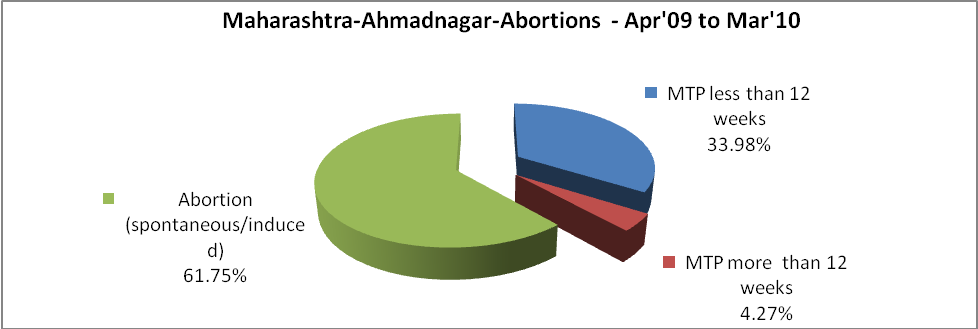 Maharashtra-Ahmadnagar-Abortions - Apr'09 to Mar'10
MTP less than 12
weeks
33.98%
Abortion
(spontaneous/induce
d)
61.75%
MTP more than 12
weeks
4.27%